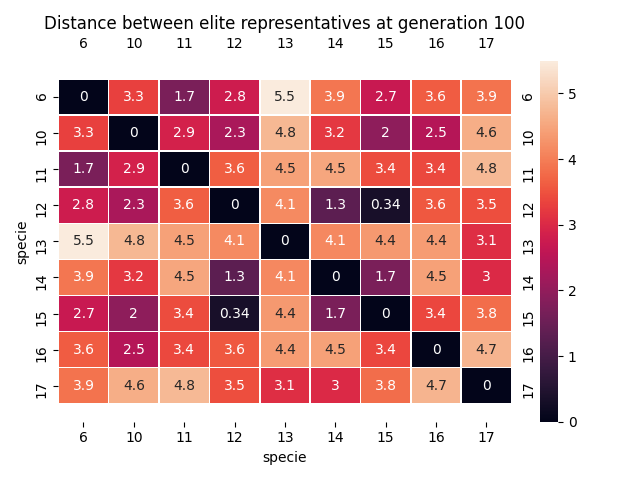 Distance between elite representatives at generation 100
6 10 11 12 13 14 15 16 17
6 0 3.3 1.7 2.8 5.5 3.9 2.7 3.6 3.9 6
10 3.3 0 2.9 2.3 4.8 3.2 2 2.5 4.6 10
11 1.7 2.9 0 3.6 4.5 4.5 3.4 3.4 4.8 11
12 2.8 2.3 3.6 0 4.1 1.3 0.34 3.6 3.5 12
13 5.5 4.8 4.5 4.1 0 4.1 4.4 4.4 3.1 13
14 3.9 3.2 4.5 1.3 4.1 0 1.7 4.5 3 14
15 2.7 2 3.4 0.34 4.4 1.7 0 3.4 3.8 15
16 3.6 2.5 3.4 3.6 4.4 4.5 3.4 0 4.7 16
17 3.9 4.6 4.8 3.5 3.1 3 3.8 4.7 0 17
6 10 11 12 13 14 15 16 17
specie
specie
5
4
3
2
1
0